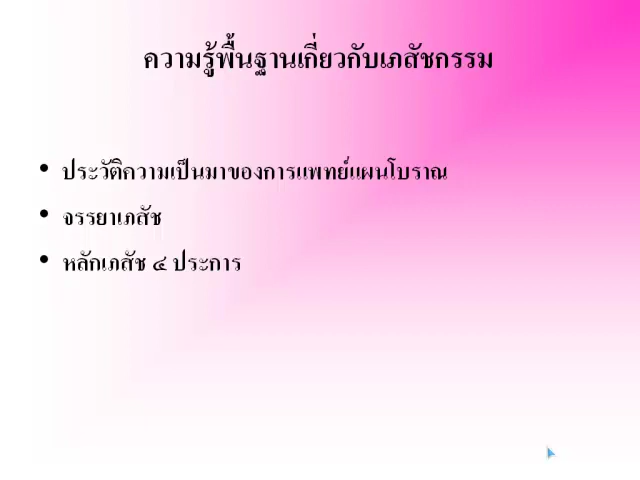 ความรู้พื้นฐานเกี่ยวกับเภสัชกรรม
• ประวัติความเป็นมาของการแพทย์แผนโบราณ
• จรรยาเภสัช
• หลักเภสัช ๔ ประการ